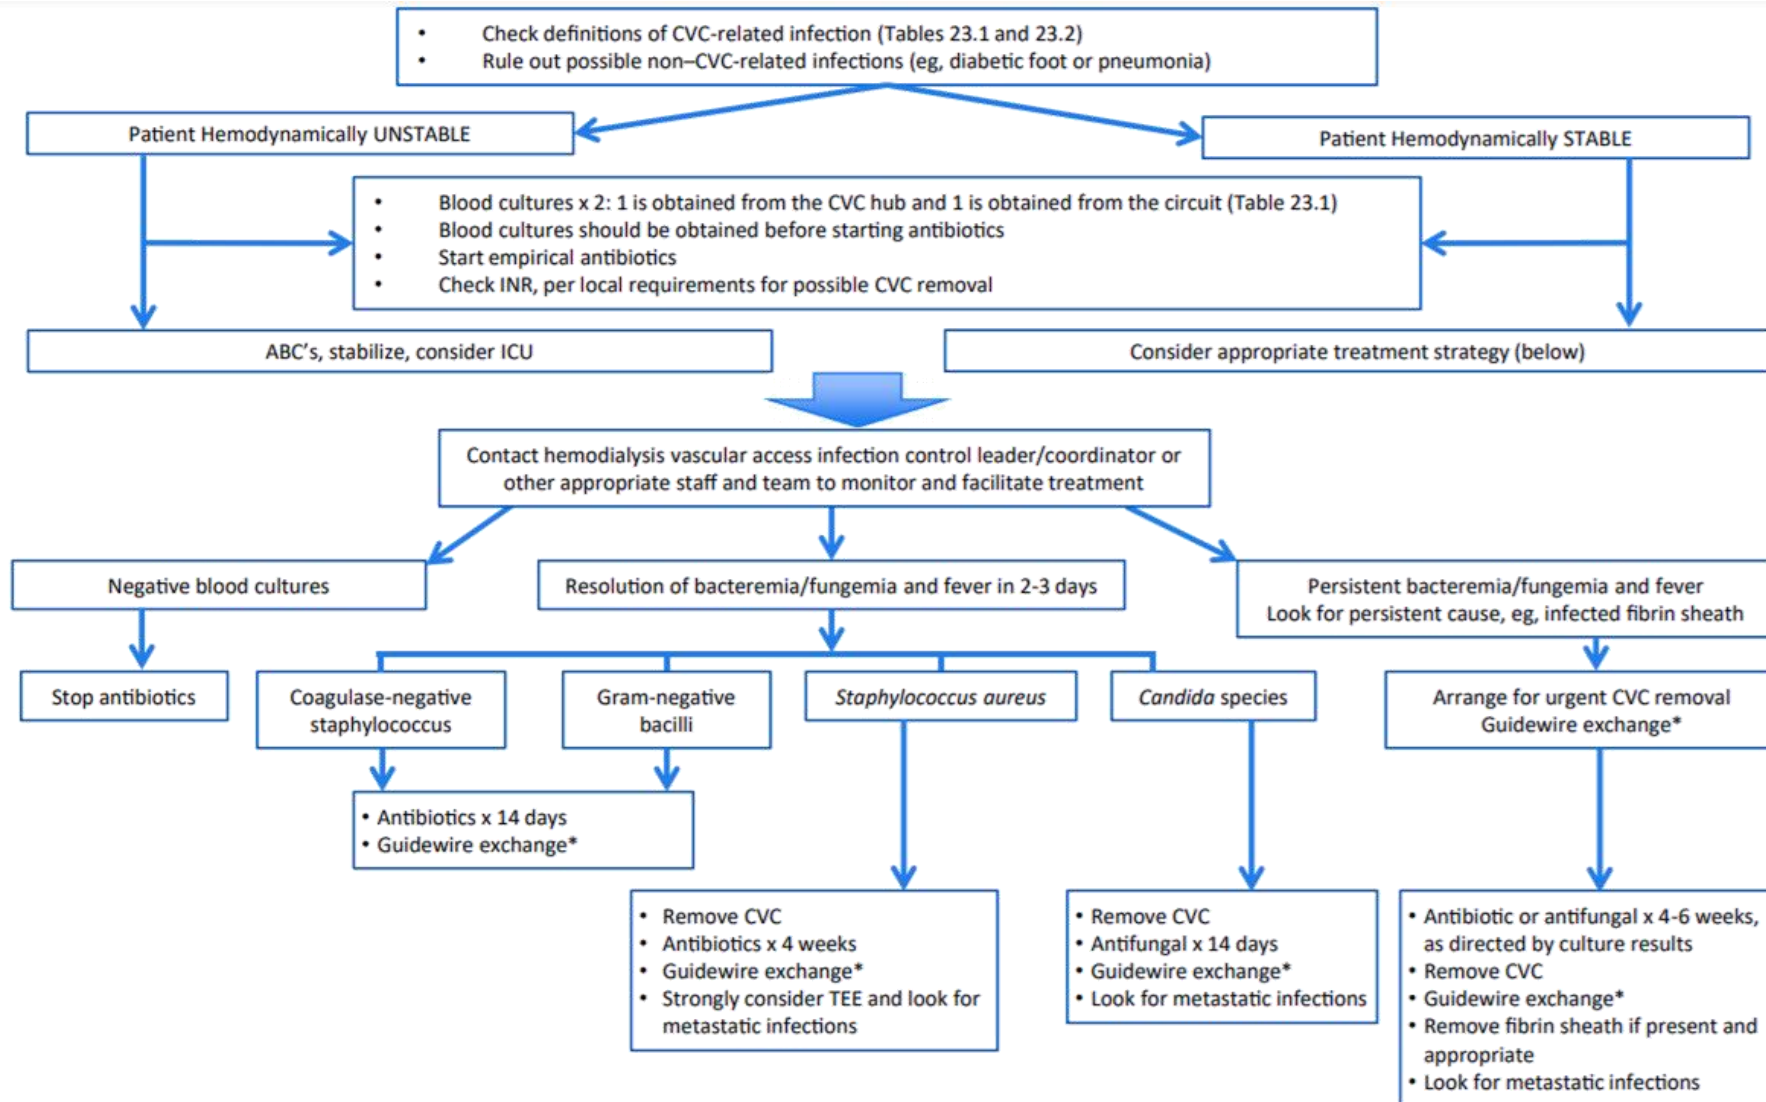 • Check definitions of CVC-related infection (Tables 23.1 and 23.2)
• Rule out possible non–CVC-related infections (eg, diabetic foot or pneumonia)
Patient Hemodynamically UNSTABLE
Patient Hemodynamically STABLE
• Blood cultures x 2: 1 is obtained from the CVC hub and 1 is obtained from the circuit (Table 23.1)
• Blood cultures should be obtained before starting antibiotics
• Start empirical antibiotics
• Check INR, per local requirements for possible CVC removal
ABC's, stabilize, consider ICU
Consider appropriate treatment strategy (below)
Contact hemodialysis vascular access infection control leader/coordinator or
other appropriate staff and team to monitor and facilitate treatment
Negative blood cultures
Resolution of bacteremia/fungemia and fever in 2-3 days
Persistent bacteremia/fungemia and fever
Look for persistent cause, eg, infected fibrin sheath
Stop antibiotics
Coagulase-negative
staphylococcus
Gram-negative
bacilli
Staphylococcus aureus
Candida species
Arrange for urgent CVC removal
Guidewire exchange*
• Antibiotics x 14 days
• Guidewire exchange*
• Remove CVC
• Antibiotics x 4 weeks
• Guidewire exchange*
• Strongly consider TEE and look for
metastatic infections
• Remove CVC
• Antifungal x 14 days
• Guidewire exchange*
• Look for metastatic infections
• Antibiotic or antifungal x 4-6 weeks,
as directed by culture results
• Remove CVC
• Guidewire exchange*
• Remove fibrin sheath if present and
appropriate
• Look for metastatic infections